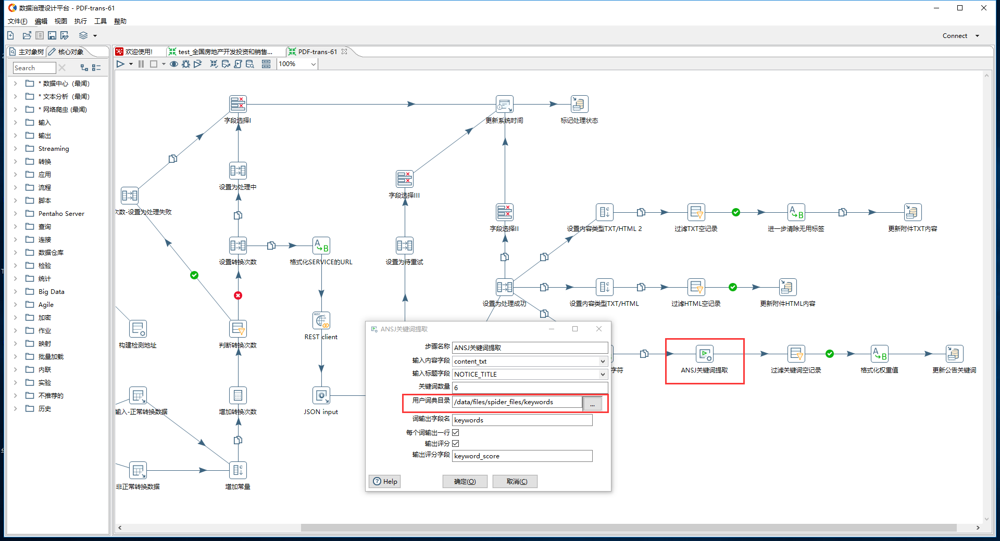 数据治理设计平台 - PDF-trans-61
文件(F) 编辑 视图 执行 工具 帮助
Connect
主对象树 核心对象
欢迎使用! test_全国房地产开发投资和销售... PDF-trans-61
Search
100%
* 数据中心（最闻）
* 文本分析（最闻）
* 网络爬虫 (最闻)
输入
输出
Streaming
转换
应用
流程
脚本
Pentaho Server
查询
连接
数据仓库
检验
统计
Big Data
Agile
加密
作业
映射
批量加载
内联
实验
不推荐的
历史
字段选择I
更新系统时间
标记处理状态
设置为处理中
字段选择III
次数-设置为处理失败
字段选择II
设置内容类型TXT/HTML 2
过滤TXT空记录
进一步清除无用标签
更新附件TXT内容
设置转换次数
格式化SERVICE的URL
设置为待重试
设置为处理成功
设置内容类型TXT/HTML
过滤HTML空记录
更新附件HTML内容
REST
REST client
构建检测地址
判断转换次数
字符
ANSJ关键词提取
过滤关键词空记录
格式化权重值
更新公告关键词
输入-正常转换数据
增加转换次数
JSON input
非正常转换数据
增加常量
ANSJ关键词提取
步骤名称 ANSJ关键词提取
输入内容字段 content_txt
输入标题字段 NOTICE_TITLE
关键词数量 6
用户词典目录 /data/files/spider_files/keywords ...
词输出字段名 keywords
每个词输出一行
输出评分
输出评分字段 keyword_score
Help 确定(O) 取消(C)